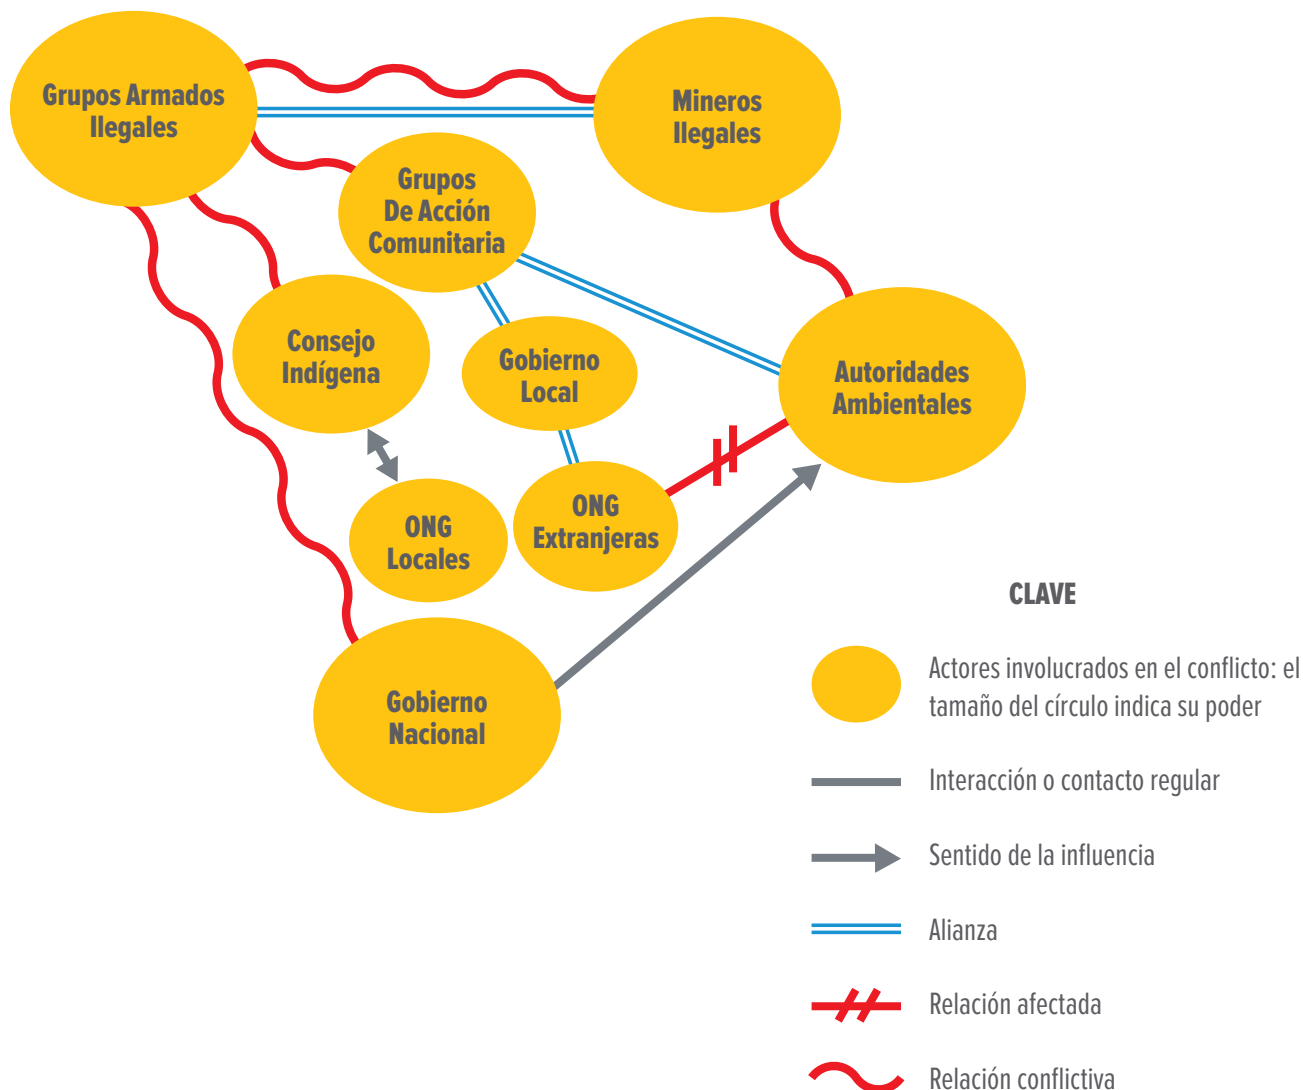 Grupos Armados
Ilegales
Mineros
Ilegales
Grupos
De Acción
Comunitaria
Consejo
Indígena
Gobierno
Local
Autoridades
Ambientales
ONG
Locales
ONG
Extranjeras
Gobierno
Nacional
CLAVE
Actores involucrados en el conflicto: el
tamaño del círculo indica su poder
Interacción o contacto regular
Sentido de la influencia
Alianza
Relación afectada
Relación conflictiva